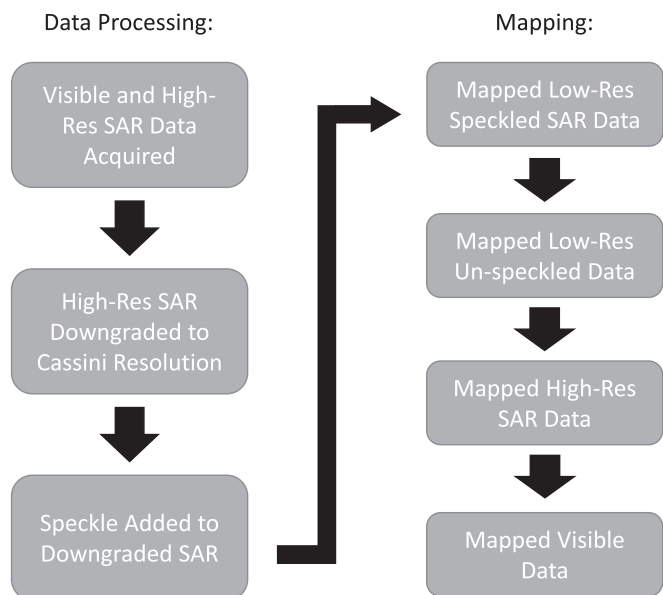 Data Processing:
Visible and High-
Res SAR Data
Acquired
High-Res SAR
Downgraded to
Cassini Resolution
Speckle Added to
Downgraded SAR
Mapping:
Mapped Low-Res
Speckled SAR Data
Mapped Low-Res
Un-speckled Data
Mapped High-Res
SAR Data
Mapped Visible
Data